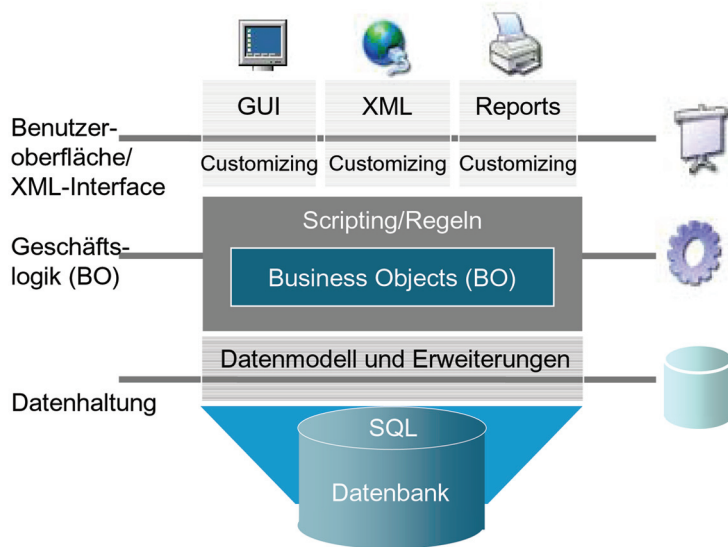 GUI
XML
Reports
Benutzer-
oberfläche/
XML-Interface
Customizing
Customizing
Customizing
Scripting/Regeln
Geschäfts-
logik (BO)
Business Objects (BO)
Datenmodell und Erweiterungen
Datenhaltung
SQL
Datenbank